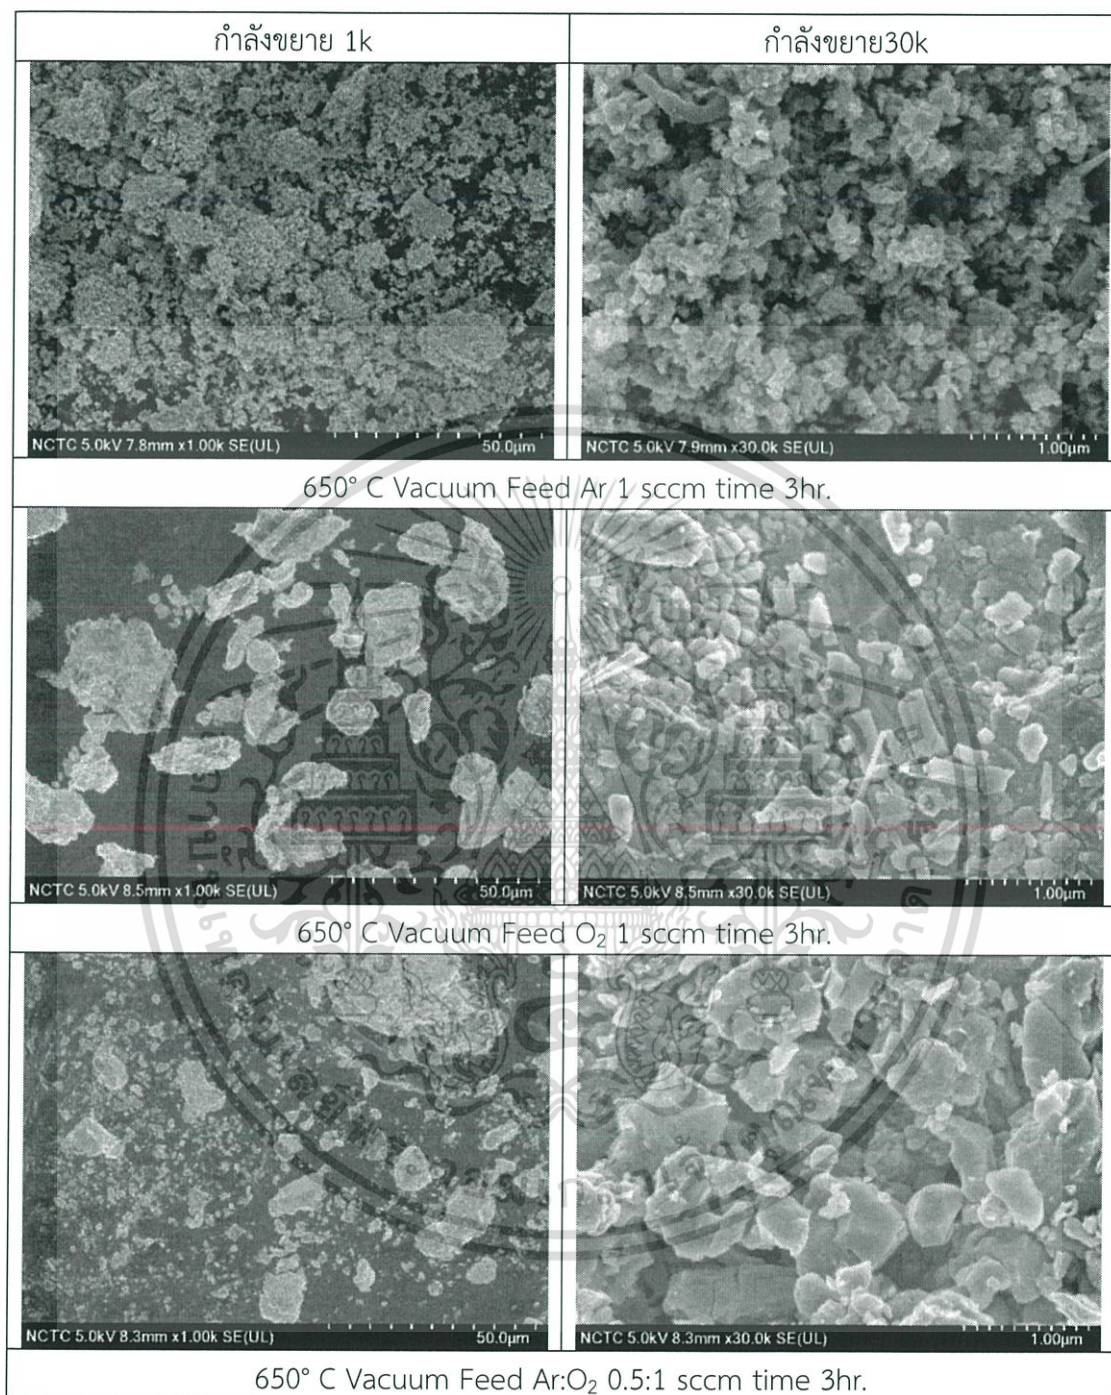 กำลังขยาย 1k
กำลังขยาย30k
NCTC 5.0kV 7.8mm x1.00k SE(UL) 50.0µm
NCTC 5.0kV 7.9mm x30.0k SE(UL) 1.00µm
650° C Vacuum Feed Ar 1 sccm time 3hr.
NCTC 5.0kV 8.5mm x1.00k SE(UL) 50.0µm
NCTC 5.0kV 8.5mm x30.0k SE(UL) 1.00µm
650° C Vacuum Feed O₂ 1 sccm time 3hr.
NCTC 5.0kV 8.3mm x1.00k SE(UL) 50.0µm
NCTC 5.0kV 8.3mm x30.0k SE(UL) 1.00µm
650° C Vacuum Feed Ar:O₂ 0.5:1 sccm time 3hr.